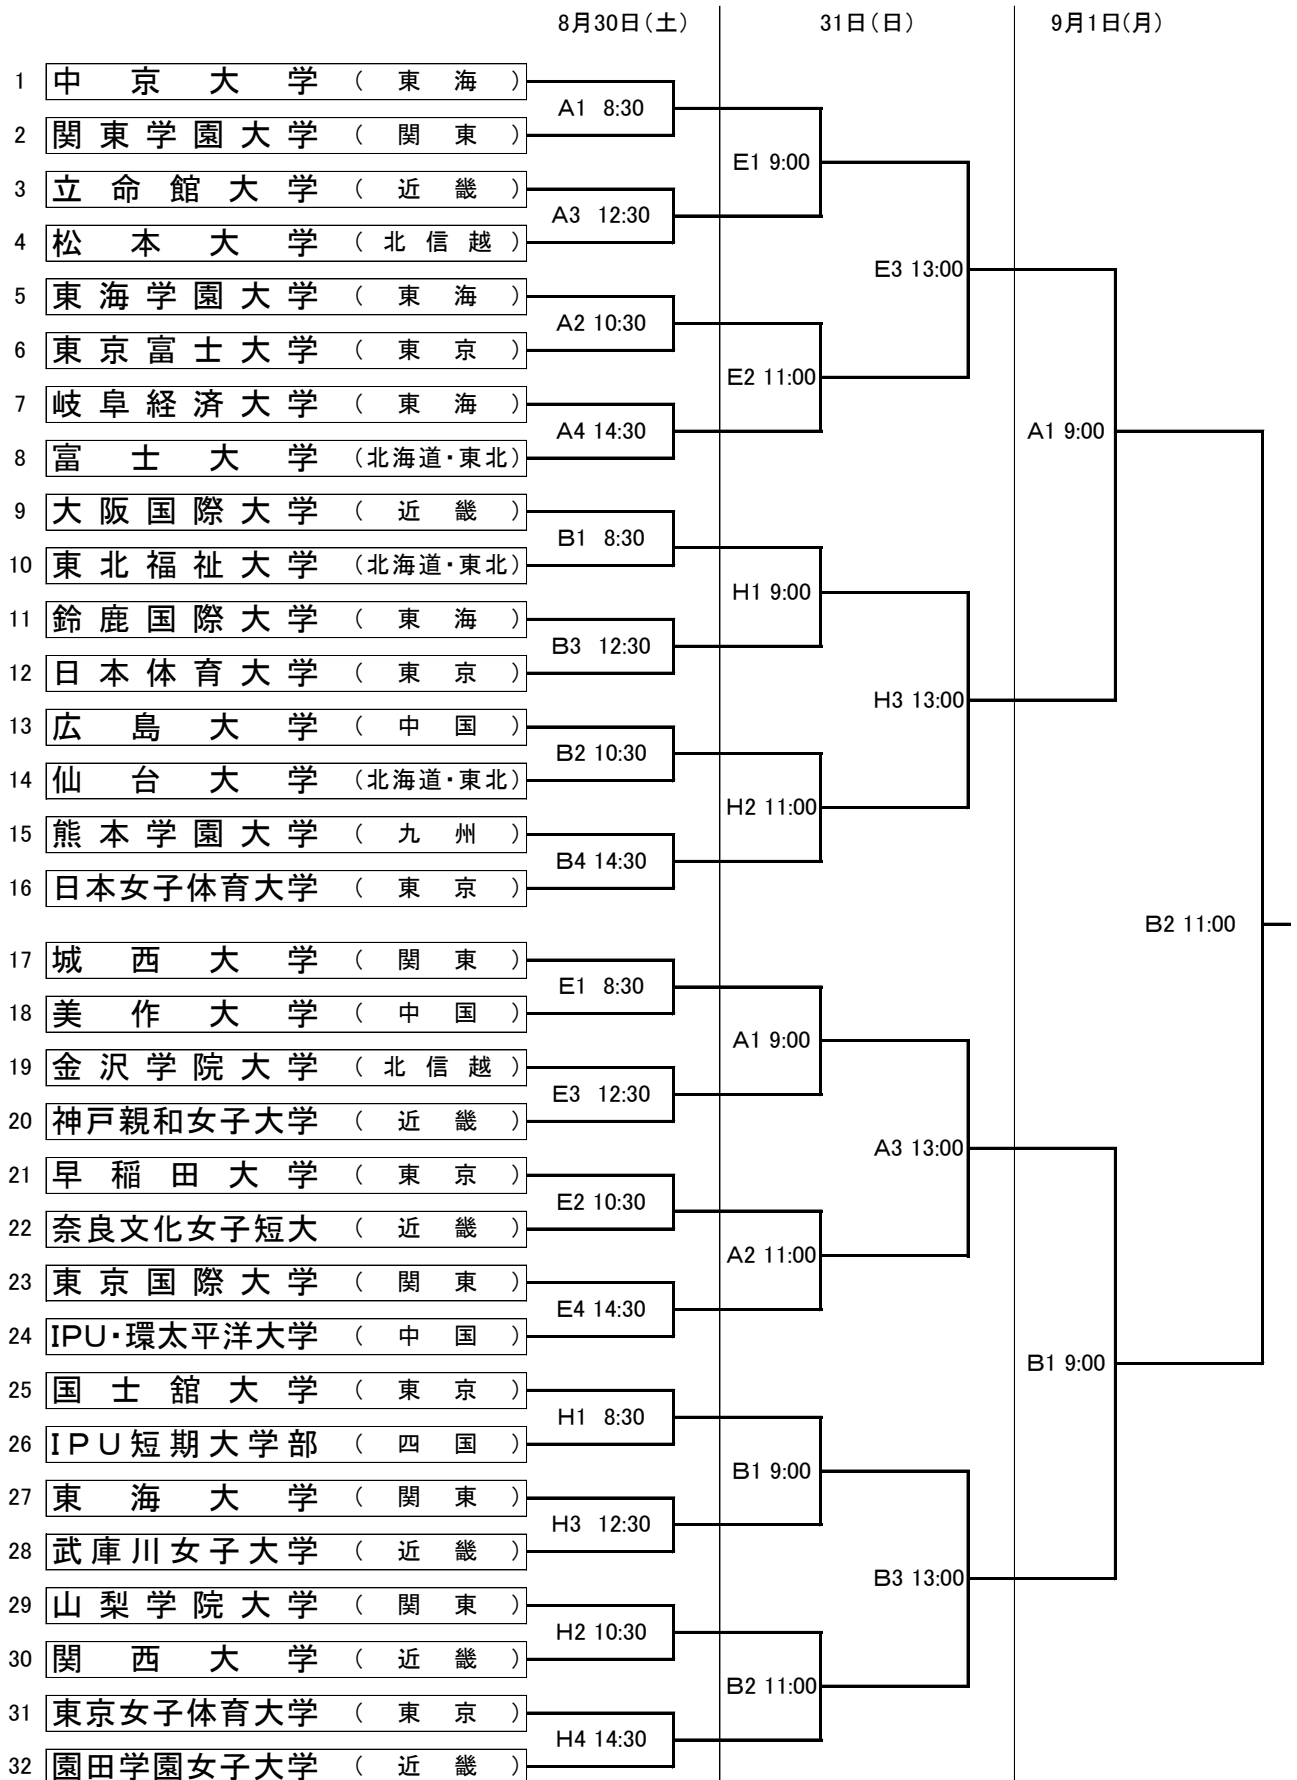 8月30日(土) 31日(日) 9月1日(月)
1 中京大学 (東海)
A1 8:30
2 関東学園大学 (関東)
E1 9:00
3 立命館大学 (近畿)
A3 12:30
4 松本大学 (北信越)
E3 13:00
5 東海学園大学 (東海)
A2 10:30
6 東京富士大学 (東京)
E2 11:00
7 岐阜経済大学 (東海)
A4 14:30
A1 9:00
8 富士大学 (北海道・東北)
9 大阪国際大学 (近畿)
B1 8:30
10 東北福祉大学 (北海道・東北)
H1 9:00
11 鈴鹿国際大学 (東海)
B3 12:30
12 日本体育大学 (東京)
H3 13:00
13 広島大学 (中国)
B2 10:30
14 仙台大学 (北海道・東北)
H2 11:00
15 熊本学園大学 (九州)
B4 14:30
16 日本女子体育大学 (東京)
B2 11:00
17 城西大学 (関東)
E1 8:30
18 美作大学 (中国)
A1 9:00
19 金沢学院大学 (北信越)
E3 12:30
20 神戸親和女子大学 (近畿)
A3 13:00
21 早稲田大学 (東京)
E2 10:30
22 奈良文化女子短大 (近畿)
A2 11:00
23 東京国際大学 (関東)
E4 14:30
24 IPU・環太平洋大学 (中国)
B1 9:00
25 国士舘大学 (東京)
H1 8:30
26 IPU短期大学部 (四国)
B1 9:00
27 東海大学 (関東)
H3 12:30
28 武庫川女子大学 (近畿)
B3 13:00
29 山梨学院大学 (関東)
H2 10:30
30 関西大学 (近畿)
B2 11:00
31 東京女子体育大学 (東京)
H4 14:30
32 園田学園女子大学 (近畿)